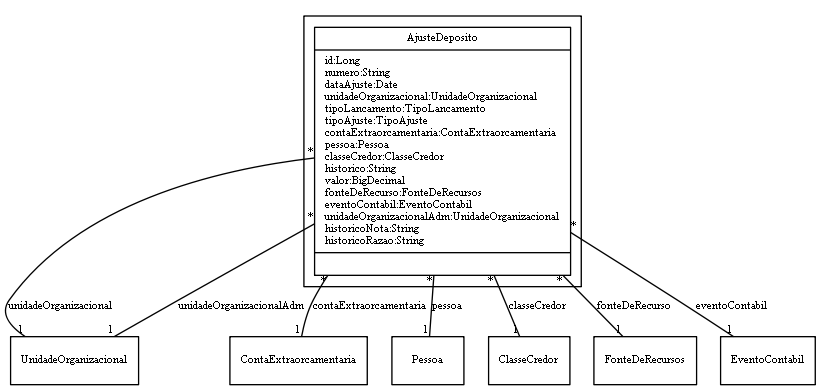 AjusteDeposito
id:Long
numero:String
dataAjuste:Date
unidadeOrganizacional:UnidadeOrganizacional
tipoLancamento:TipoLancamento
tipoAjuste:TipoAjuste
contaExtraorcamentaria:ContaExtraorcamentaria
pessoa:Pessoa
classeCredor:ClasseCredor
historico:String
valor:BigDecimal
fonteDeRecurso:FonteDeRecursos
eventoContabil:EventoContabil
unidadeOrganizacionalAdm:UnidadeOrganizacional
historicoNota:String
historicoRazao:String
* * * * * * *
unidadeOrganizacional unidadeOrganizacionalAdm contaExtraorcamentaria pessoa classeCredor fonteDeRecurso eventoContabil
1 1 1 1 1 1 1
UnidadeOrganizacional ContaExtraorcamentaria Pessoa ClasseCredor FonteDeRecursos EventoContabil